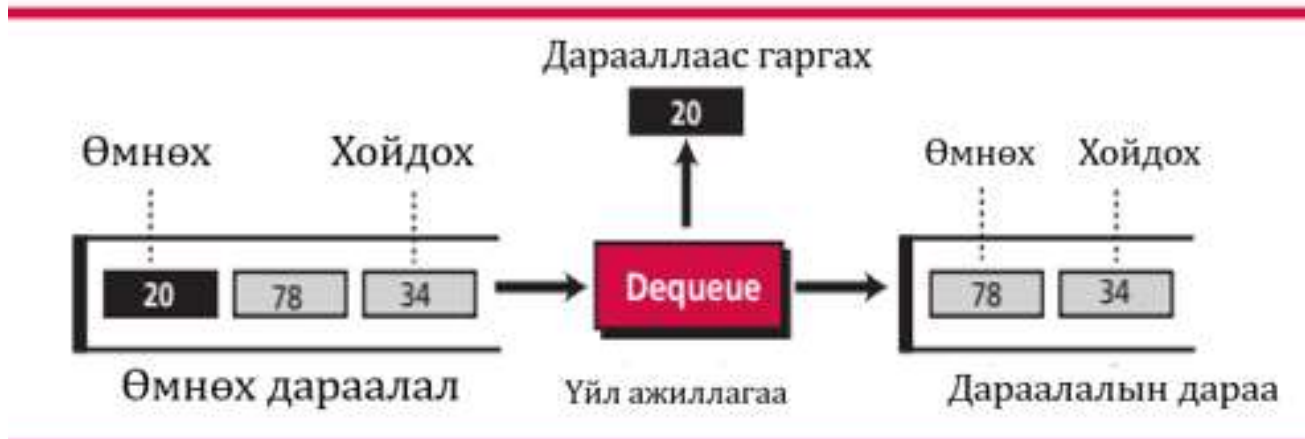 Дарааллаас гаргах
20
Өмнөх Хойдох
Өмнөх Хойдох
20 78 34
Dequeue
78 34
Өмнөх дараалал
Үйл ажиллагаа
Дараалалын дараа